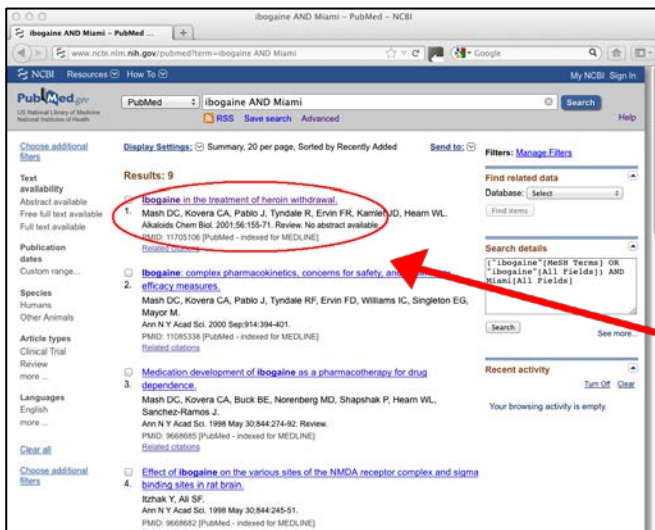 ibogaine AND Miami – PubMed – NCBI
ibogaine AND Miami – PubMed ...
www.ncbi.nlm.nih.gov/pubmed?term=ibogaine AND Miami
Google
NCBI Resources How To
My NCBI Sign In
PubMed.gov
US National Library of Medicine
National Institutes of Health
PubMed
ibogaine AND Miami
Search
RSS Save search Advanced
Help
Choose additional filters
Text availability
Abstract available
Free full text available
Full text available
Publication dates
Custom range...
Species
Humans
Other Animals
Article types
Clinical Trial
Review
more ...
Languages
English
more ...
Clear all
Choose additional filters
Display Settings: Summary, 20 per page, Sorted by Recently Added
Send to:
Results: 9
Ibogaine in the treatment of heroin withdrawal.
1. Mash DC, Kovera CA, Pablo J, Tyndale R, Ervin FR, Kamlet JD, Hearn WL.
Alkaloids Chem Biol. 2001;56:155-71. Review. No abstract available.
PMID: 11705106 [PubMed - indexed for MEDLINE]
Related citations
Ibogaine: complex pharmacokinetics, concerns for safety, and
2. efficacy measures.
Mash DC, Kovera CA, Pablo J, Tyndale RF, Ervin FD, Williams IC, Singleton EG,
Mayor M.
Ann N Y Acad Sci. 2000 Sep;914:394-401.
PMID: 11085338 [PubMed - indexed for MEDLINE]
Related citations
Medication development of ibogaine as a pharmacotherapy for drug
3. dependence.
Mash DC, Kovera CA, Buck BE, Norenberg MD, Shapshak P, Hearn WL,
Sanchez-Ramos J.
Ann N Y Acad Sci. 1998 May 30;844:274-92. Review.
PMID: 9668685 [PubMed - indexed for MEDLINE]
Related citations
Effect of ibogaine on the various sites of the NMDA receptor complex and sigma
4. binding sites in rat brain.
Itzhak Y, Ali SF.
Ann N Y Acad Sci. 1998 May 30;844:245-51.
PMID: 9668682 [PubMed - indexed for MEDLINE]
Filters: Manage Filters
Find related data
Database: Select
Find items
Search details
("ibogaine"[MeSH Terms] OR
"ibogaine"[All Fields]) AND
Miami[All Fields]
Search
See more...
Recent activity
Turn Off Clear
Your browsing activity is empty.